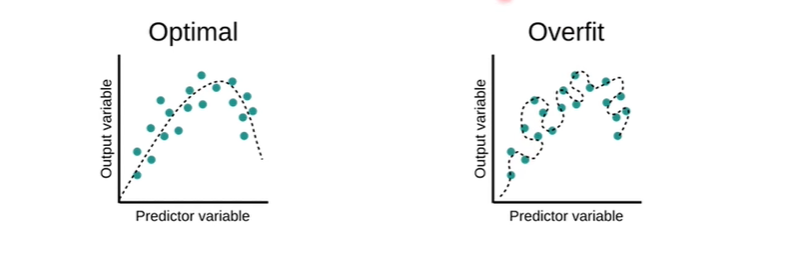 Optimal
Overfit
Output variable
Output variable
Predictor variable
Predictor variable